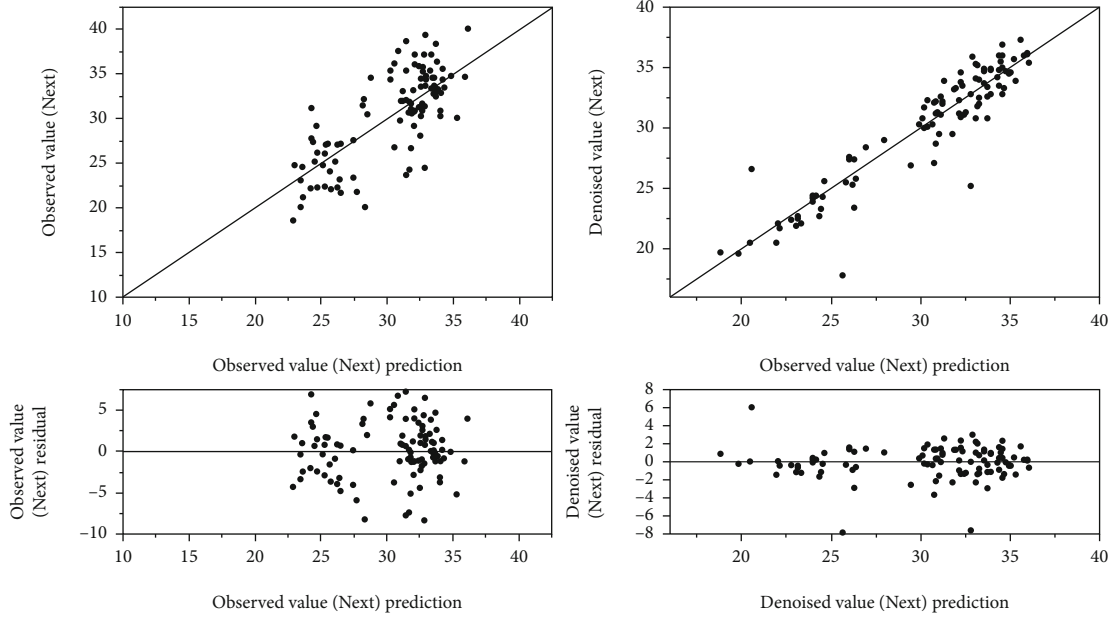 Observed value (Next)
40
35
30
25
20
15
10
10 15 20 25 30 35 40
Observed value (Next) prediction
Denoised value (Next)
40
35
30
25
20
20 25 30 35 40
Observed value (Next) prediction
Observed value
(Next) residual
5
0
−5
−10
10 15 20 25 30 35 40
Observed value (Next) prediction
Denoised value
(Next) residual
8
6
4
2
0
−2
−4
−6
−8
20 25 30 35 40
Denoised value (Next) prediction